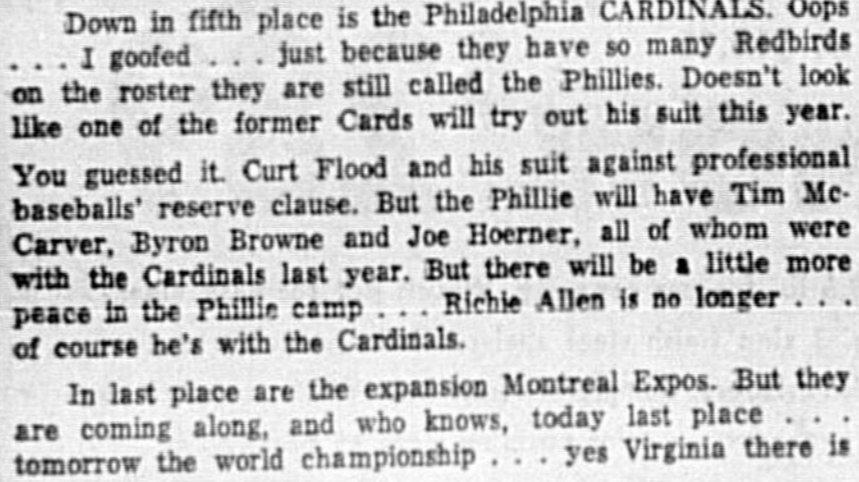 Down in fifth place is the Philadelphia CARDINALS. Oops
. . . I goofed . . . just because they have so many Redbirds
on the roster they are still called the Phillies. Doesn't look
like one of the former Cards will try out his suit this year.
You guessed it. Curt Flood and his suit against professional
baseballs' reserve clause. But the Phillie will have Tim Mc-
Carver, Byron Browne and Joe Hoerner, all of whom were
with the Cardinals last year. But there will be a little more
peace in the Phillie camp . . . Richie Allen is no longer . . .
of course he's with the Cardinals.
In last place are the expansion Montreal Expos. But they
are coming along, and who knows, today last place . . .
tomorrow the world championship . . . yes Virginia there is